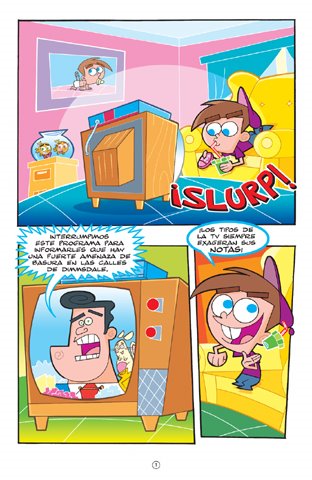 ¡SLURP!
INTERRUMPIMOS
ESTE PROGRAMA PARA
INFORMARLES QUE HAY
UNA FUERTE AMENAZA DE
BASURA EN LAS CALLES
DE DIMMSDALE.
¡LOS TIPOS DE
LA TV SIEMPRE
EXAGERAN SUS
NOTAS!
1